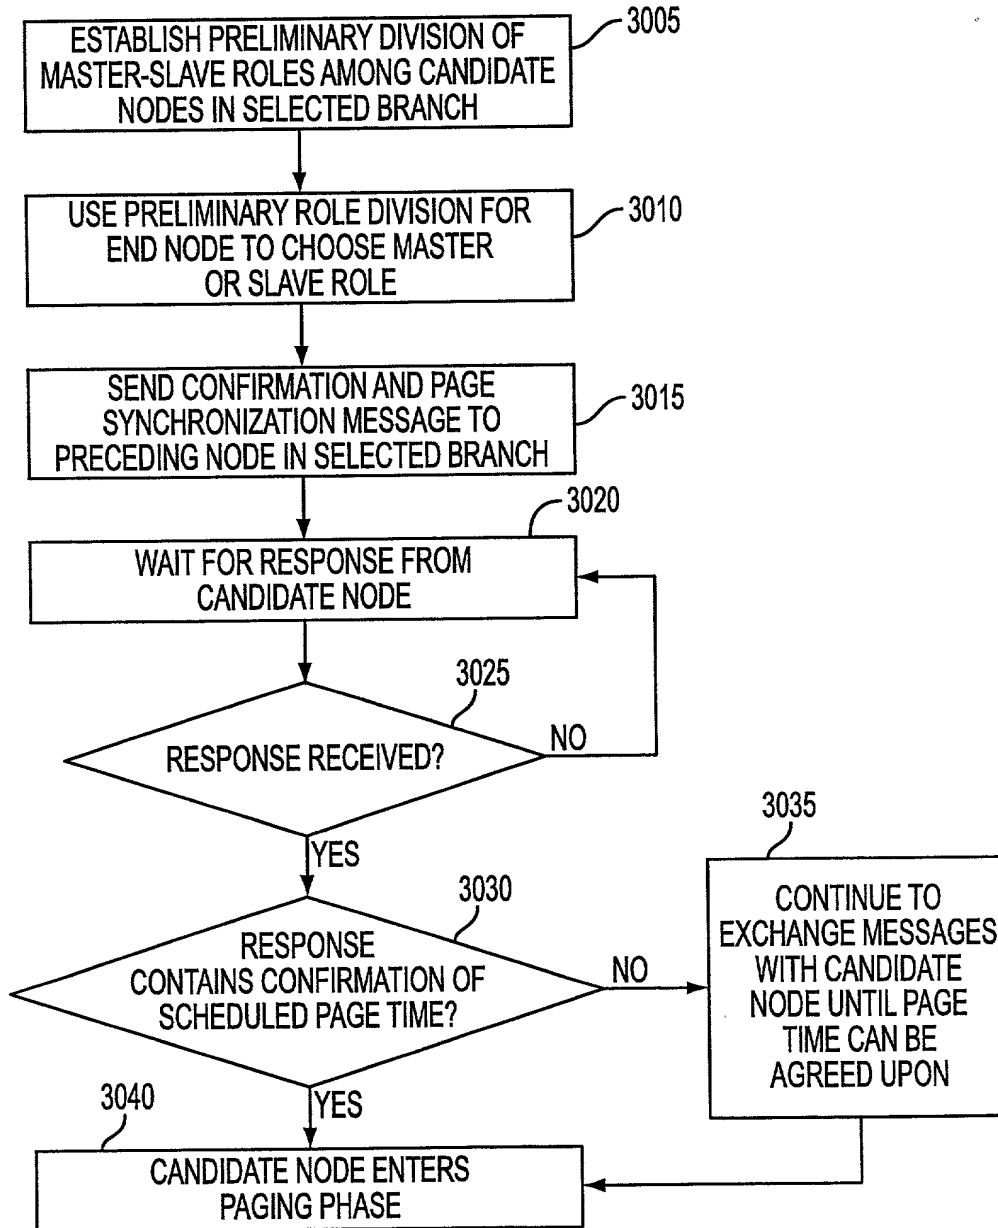 3005
ESTABLISH PRELIMINARY DIVISION OF
MASTER-SLAVE ROLES AMONG CANDIDATE
NODES IN SELECTED BRANCH
3010
USE PRELIMINARY ROLE DIVISION FOR
END NODE TO CHOOSE MASTER
OR SLAVE ROLE
3015
SEND CONFIRMATION AND PAGE
SYNCHRONIZATION MESSAGE TO
PRECEDING NODE IN SELECTED BRANCH
3020
WAIT FOR RESPONSE FROM
CANDIDATE NODE
3025
RESPONSE RECEIVED?
NO
YES
3030
RESPONSE
CONTAINS CONFIRMATION OF
SCHEDULED PAGE TIME?
NO
YES
3035
CONTINUE TO
EXCHANGE MESSAGES
WITH CANDIDATE
NODE UNTIL PAGE
TIME CAN BE
AGREED UPON
3040
CANDIDATE NODE ENTERS
PAGING PHASE